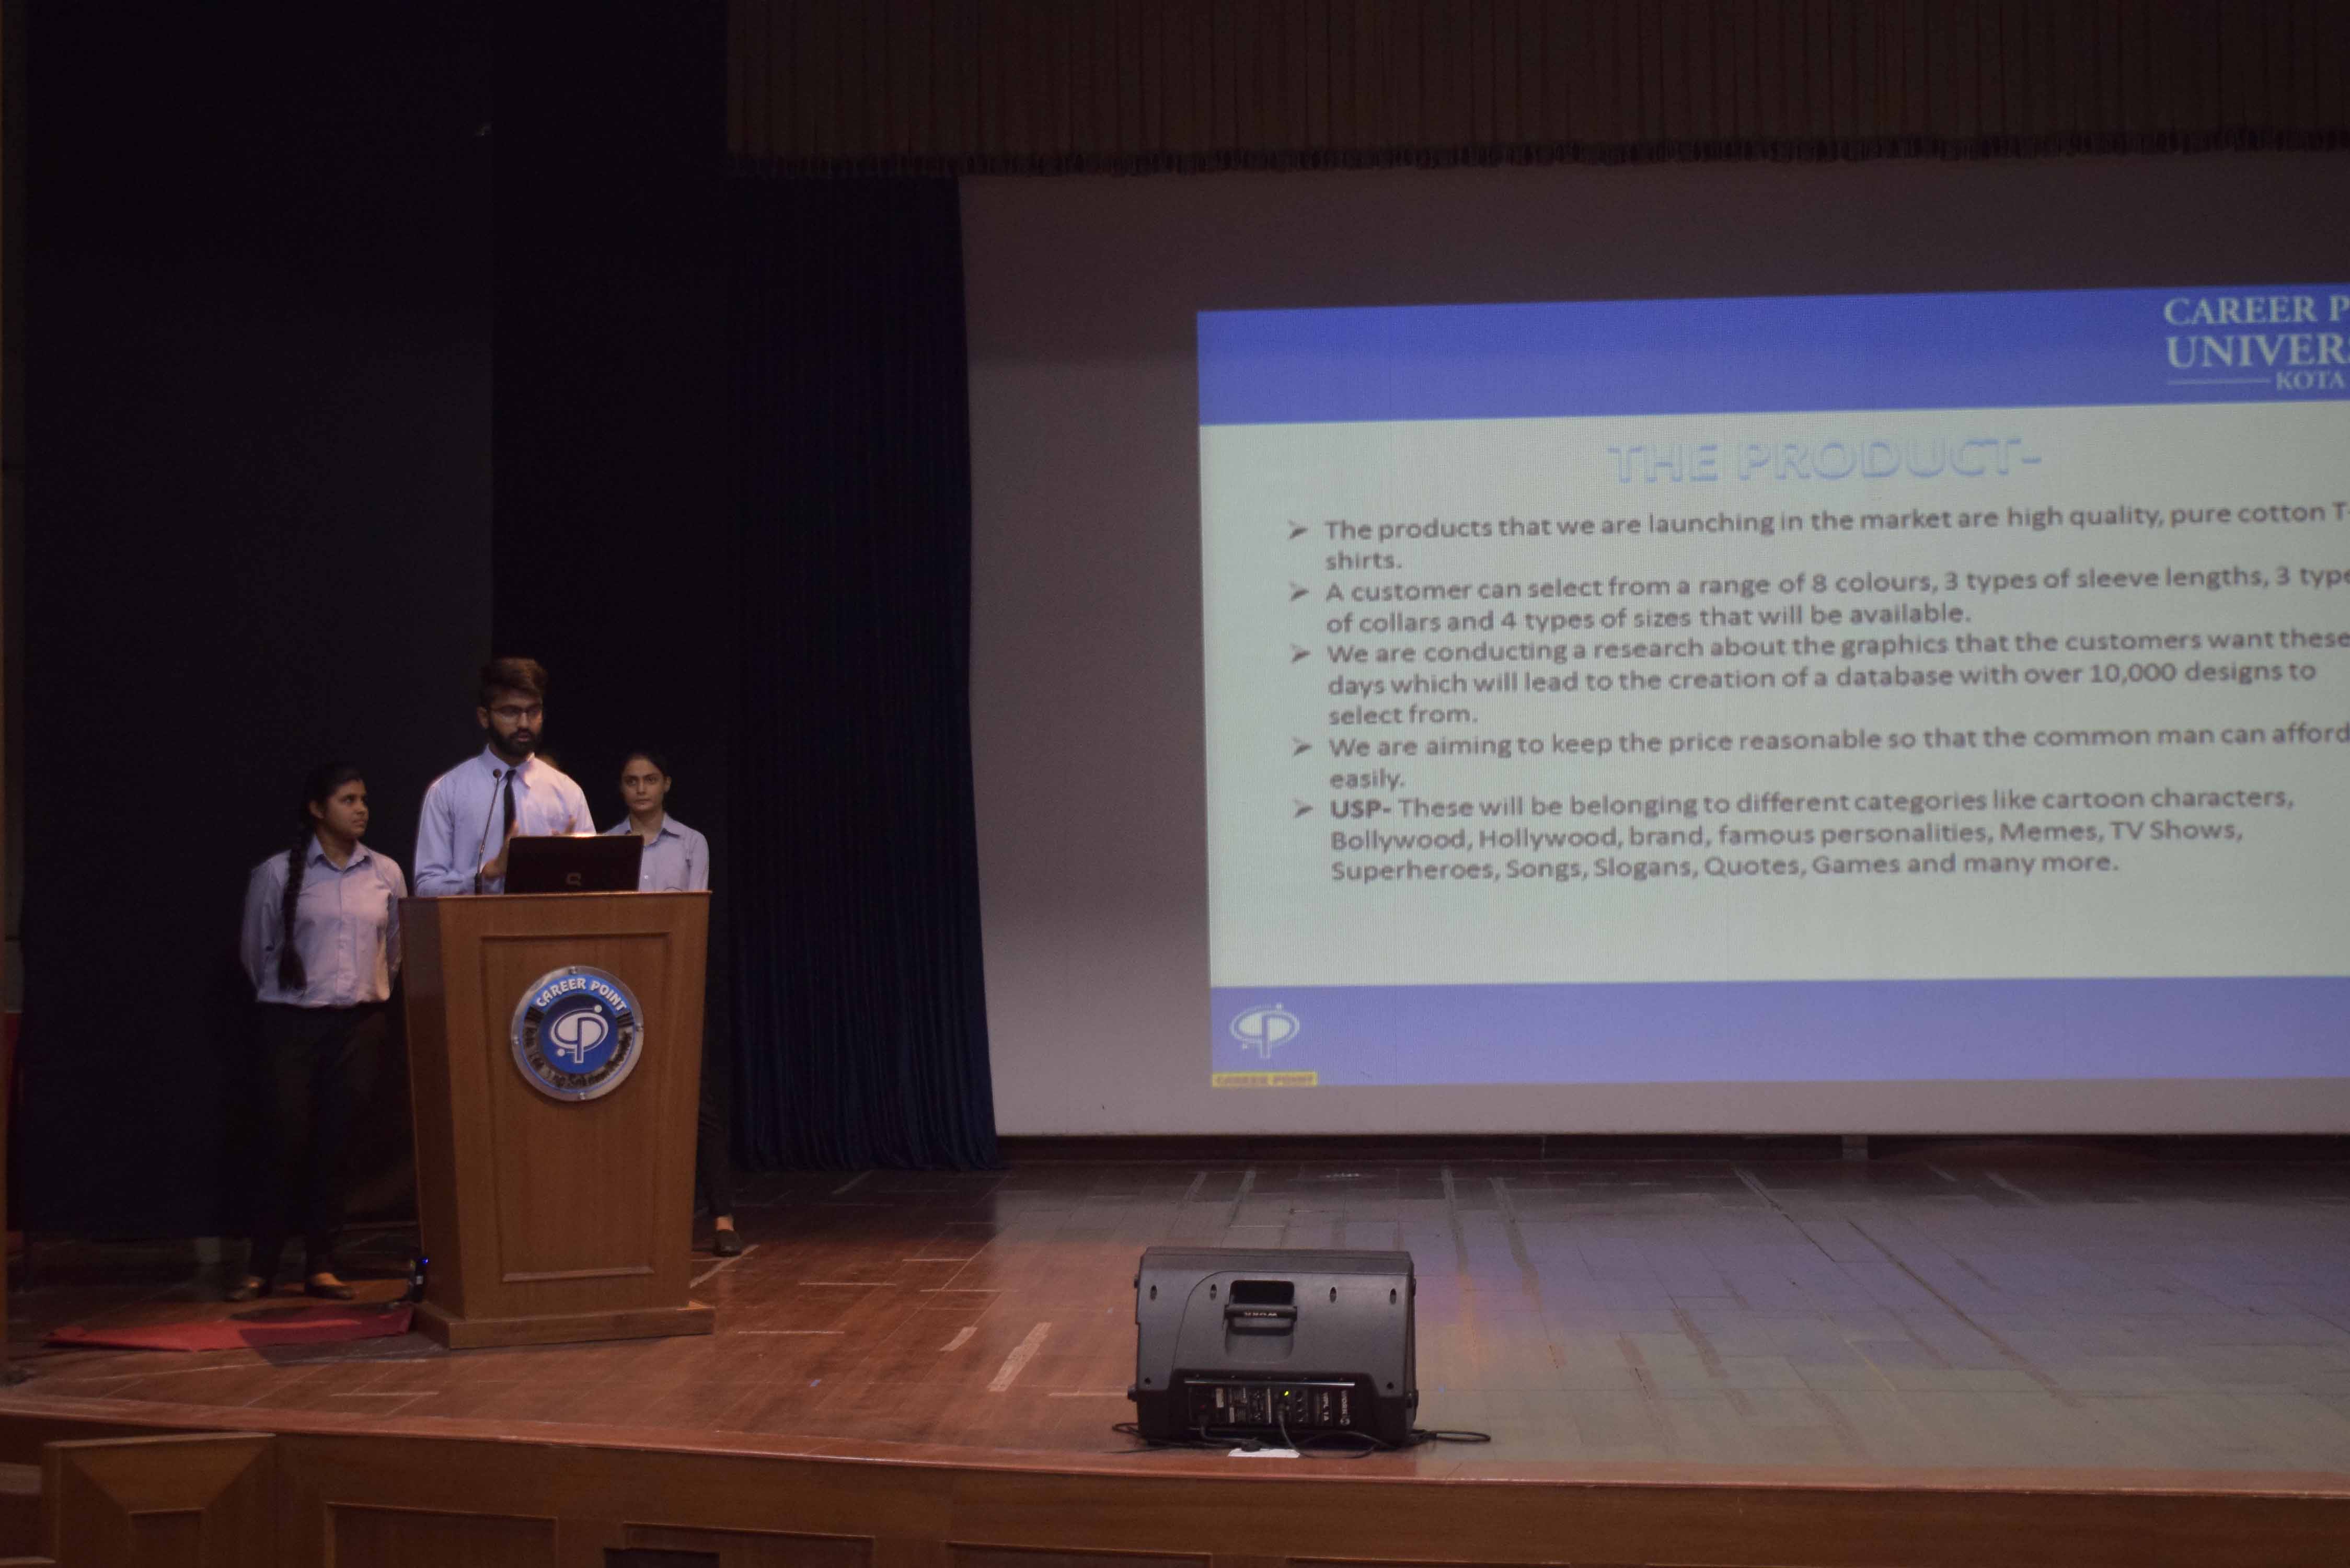 CAREER P
UNIVERS
KOTA
THE PRODUCT-
➢ The products that we are launching in the market are high quality, pure cotton T-
shirts.
➢ A customer can select from a range of 8 colours, 3 types of sleeve lengths, 3 type
of collars and 4 types of sizes that will be available.
➢ We are conducting a research about the graphics that the customers want these
days which will lead to the creation of a database with over 10,000 designs to
select from.
➢ We are aiming to keep the price reasonable so that the common man can afford
easily.
➢ USP- These will be belonging to different categories like cartoon characters,
Bollywood, Hollywood, brand, famous personalities, Memes, TV Shows,
Superheroes, Songs, Slogans, Quotes, Games and many more.
CAREER POINT
CAREER POINT